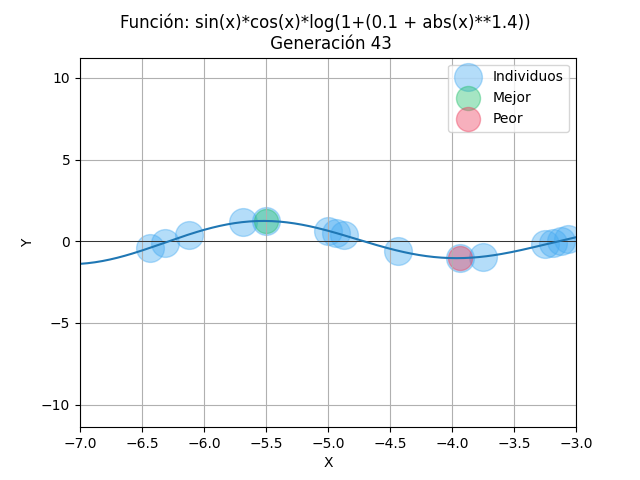 Función: sin(x)*cos(x)*log(1+(0.1 + abs(x)**1.4))
Generación 43
Individuos
Mejor
Peor
10
5
0
−5
−10
Y
−7.0
−6.5
−6.0
−5.5
−5.0
−4.5
−4.0
−3.5
−3.0
X